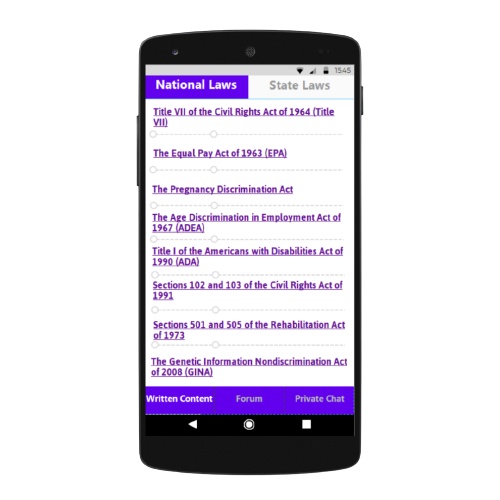 15:45
National Laws State Laws
Title VII of the Civil Rights Act of 1964 (Title
VII)
The Equal Pay Act of 1963 (EPA)
The Pregnancy Discrimination Act
The Age Discrimination in Employment Act of
1967 (ADEA)
Title I of the Americans with Disabilities Act of
1990 (ADA)
Sections 102 and 103 of the Civil Rights Act of
1991
Sections 501 and 505 of the Rehabilitation Act
of 1973
The Genetic Information Nondiscrimination Act
of 2008 (GINA)
Written Content Forum Private Chat